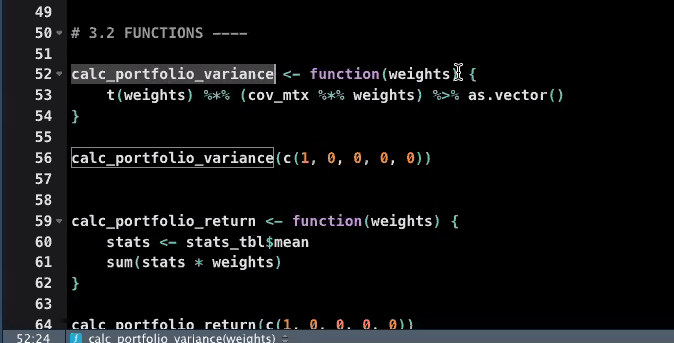 49
50 # 3.2 FUNCTIONS ----
51
52 calc_portfolio_variance <- function(weights) {
53     t(weights) %*% (cov_mtx %*% weights) %>% as.vector()
54 }
55
56 calc_portfolio_variance(c(1, 0, 0, 0, 0))
57
58
59 calc_portfolio_return <- function(weights) {
60     stats <- stats_tbl$mean
61     sum(stats * weights)
62 }
63
64 calc_portfolio_return(c(1, 0, 0, 0, 0))
52:24 calc_portfolio_variance(weights)